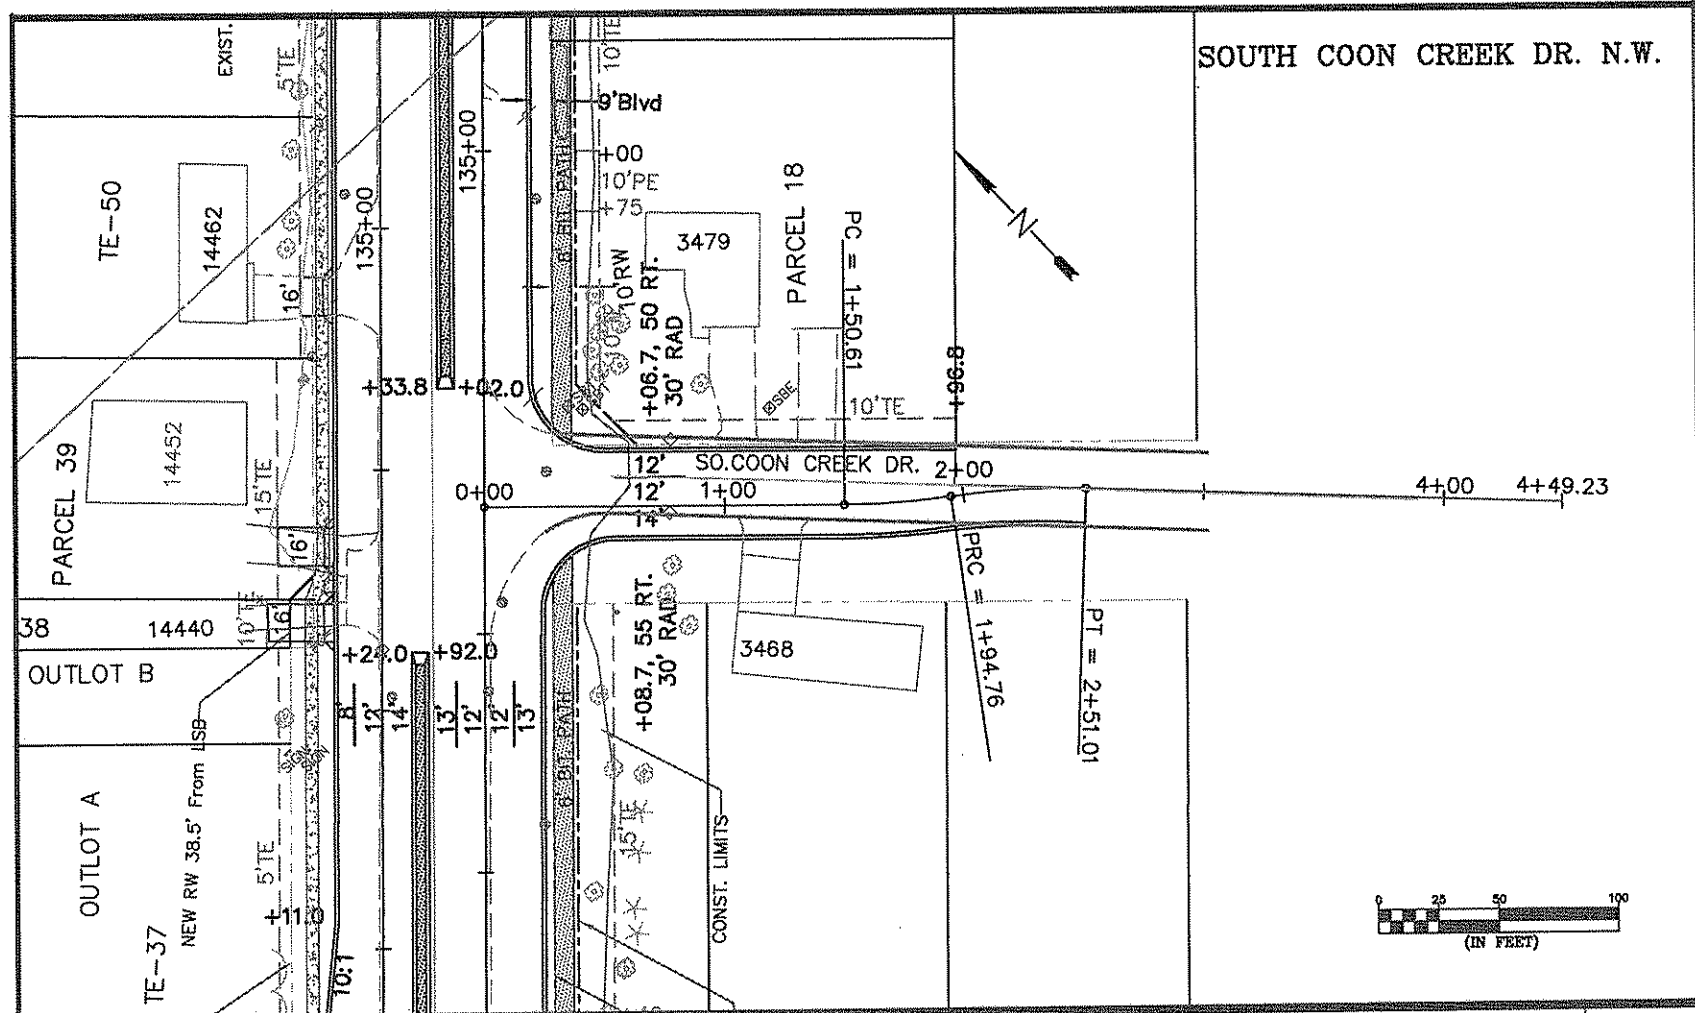 SOUTH COON CREEK DR. N.W.
EXIST.
5'TE
10'TE
9'Blvd
135+00
+00
10'PE
+75
8' BIT PATH
TE-50
14462
135+00
16'
10'RW
+06.7, 50 RT.
30' RAD
3479
PARCEL 18
PC = 1+50.61
N
+96.8
+33.8
+02.0
SBE
10'TE
PARCEL 39
14452
15'TE
16'
12'
SO.COON CREEK DR.
2+00
0+00
12'
1+00
14'
4+00
4+49.23
10'TE
16'
38
14440
OUTLOT B
+24.0
+92.0
+08.7, 55 RT.
30' RAD
3468
PRC = 1+94.76
PT = 2+51.01
8'
12'
14'
13'
12'
12'
13'
8' BIT PATH
SIGN
SIGN
NEW RW 38.5' From LSB
OUTLOT A
5'TE
15'TE
CONST. LIMITS
+11.0
TE-37
10:1
0
25
50
100
(IN FEET)